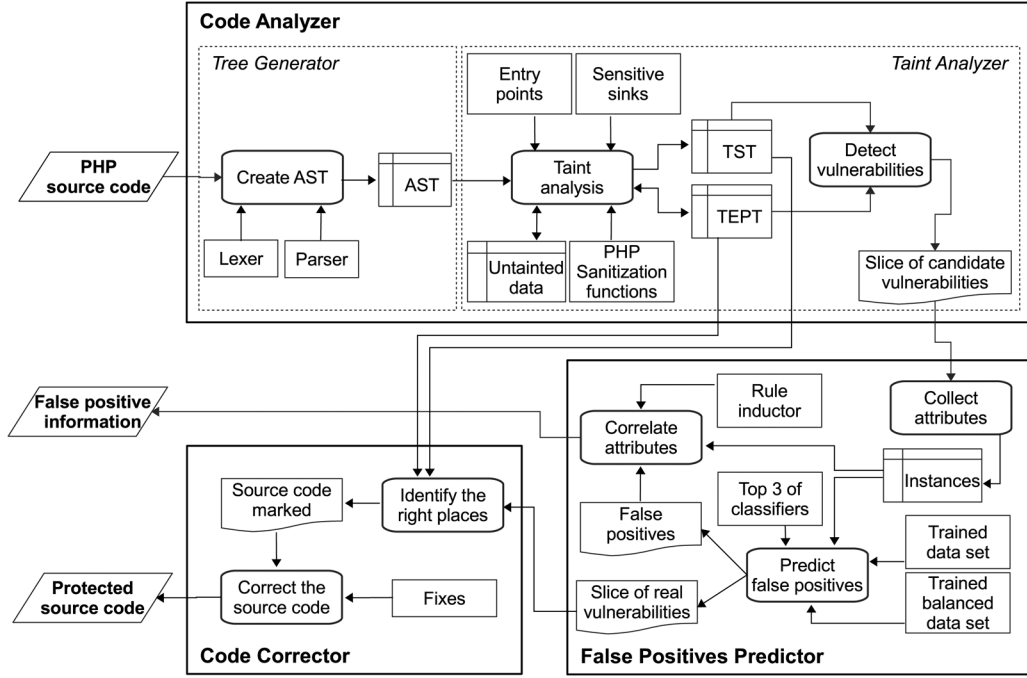 Code Analyzer
Tree Generator
Taint Analyzer
Entry
points
Sensitive
sinks
PHP
source code
Create AST
AST
Taint
analysis
TST
TEPT
Detect
vulnerabilities
Lexer
Parser
Untainted
data
PHP
Sanitization
functions
Slice of candidate
vulnerabilities
False positive
information
Correlate
attributes
Rule
inductor
Collect
attributes
Instances
Source code
marked
Identify the
right places
False
positives
Top 3 of
classifiers
Predict
false positives
Trained
data set
Trained
balanced
data set
Protected
source code
Correct the
source code
Fixes
Slice of real
vulnerabilities
Code Corrector
False Positives Predictor